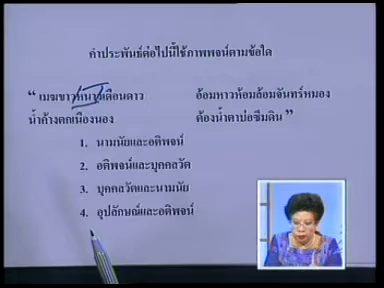 คำประพันธ์ต่อไปนี้ใช้ภาพพจน์ตามข้อใด
“ เมฆขาวหนาวเดือนดาว อ้อมหาวห้อมล้อมจันทร์หมอง
น้ำค้างตกเนืองนอง ต้องน้ำตาบ่อซึมดิน ”
1. นามนัยและอติพจน์
2. อติพจน์และบุคคลวัต
3. บุคคลวัตและนามนัย
4. อุปลักษณ์และอติพจน์